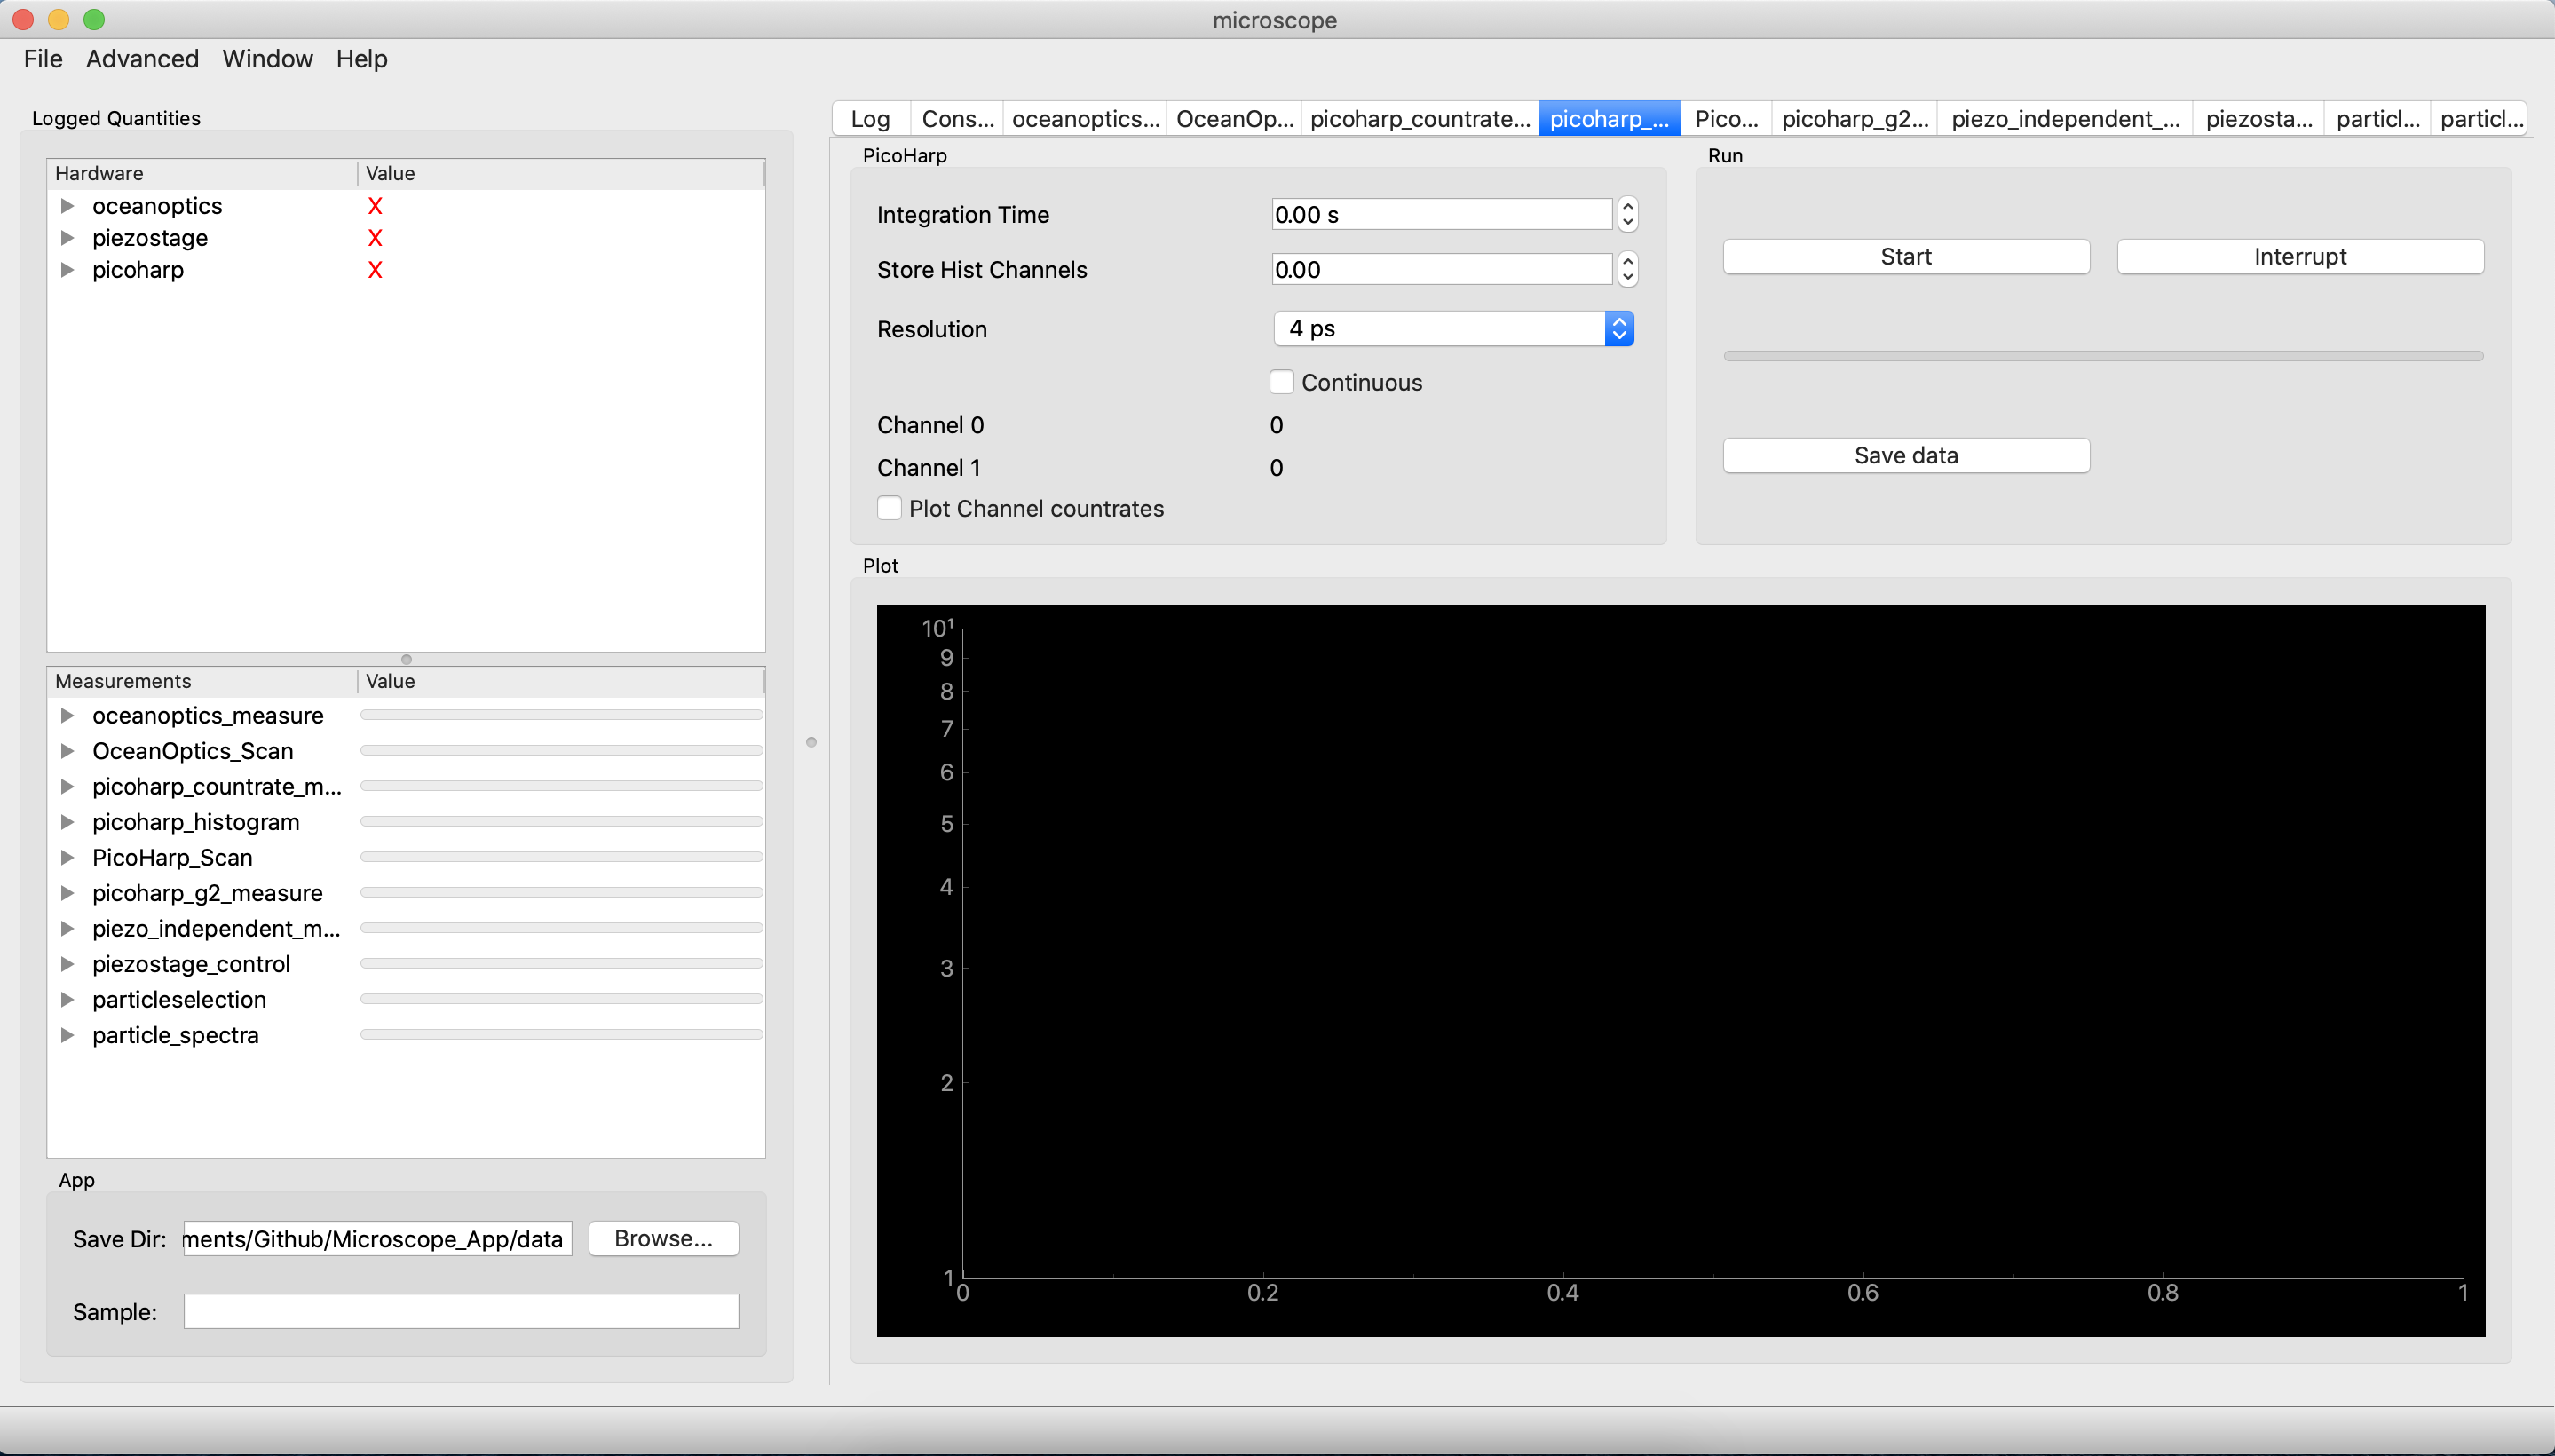 microscope
File Advanced Window Help
Logged Quantities
Hardware Value
oceanoptics X
piezostage X
picoharp X
Measurements Value
oceanoptics_measure
OceanOptics_Scan
picoharp_countrate_m...
picoharp_histogram
PicoHarp_Scan
picoharp_g2_measure
piezo_independent_m...
piezostage_control
particleselection
particle_spectra
App
Save Dir: ments/Github/Microscope_App/data Browse...
Sample:
Log Cons... oceanoptics... OceanOp... picoharp_countrate... picoharp_... Pico... picoharp_g2... piezo_independent_... piezosta... particl... particl...
PicoHarp
Integration Time 0.00 s
Store Hist Channels 0.00
Resolution 4 ps
Continuous
Channel 0 0
Channel 1 0
Plot Channel countrates
Run
Start Interrupt
Save data
Plot
10¹
9
8
7
6
5
4
3
2
1
0 0.2 0.4 0.6 0.8 1